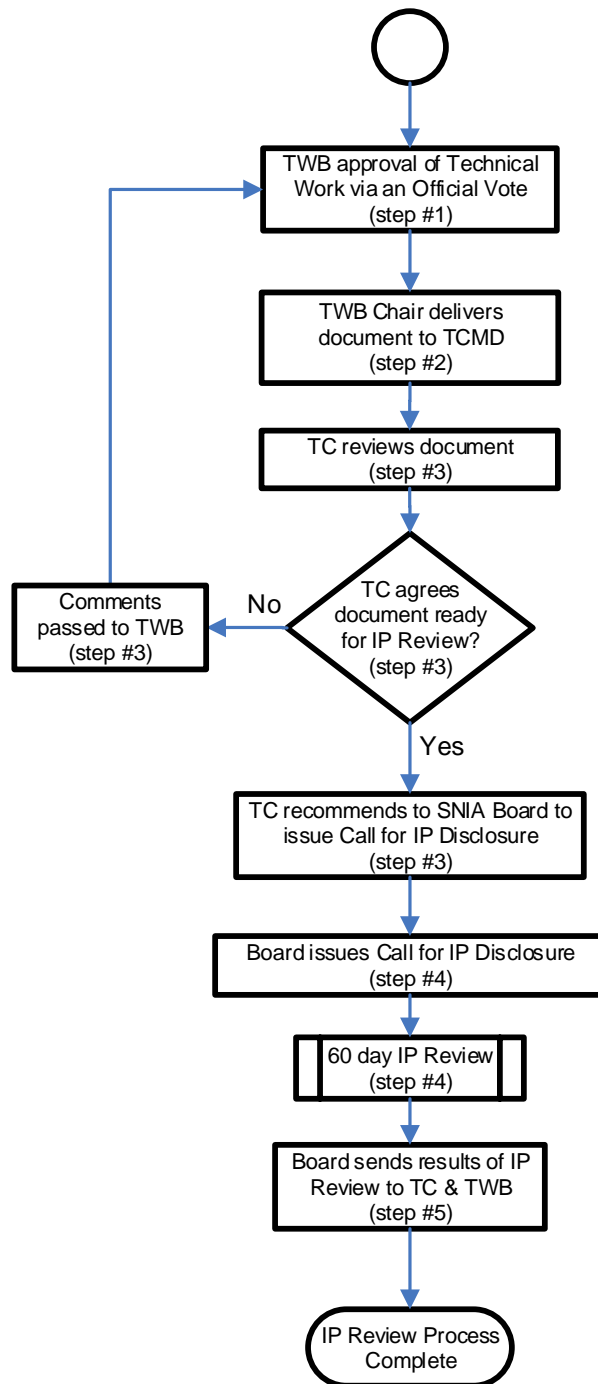 TWB approval of Technical
Work via an Official Vote
(step #1)
TWB Chair delivers
document to TCMD
(step #2)
TC reviews document
(step #3)
TC agrees
document ready
for IP Review?
(step #3)
No
Comments
passed to TWB
(step #3)
Yes
TC recommends to SNIA Board to
issue Call for IP Disclosure
(step #3)
Board issues Call for IP Disclosure
(step #4)
60 day IP Review
(step #4)
Board sends results of IP
Review to TC & TWB
(step #5)
IP Review Process
Complete